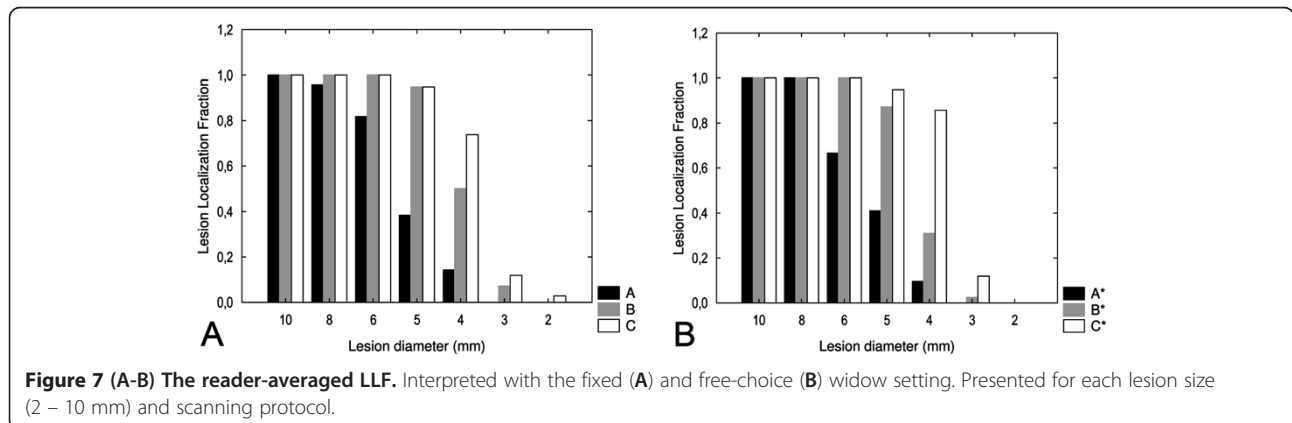 1,2
1,0
0,8
0,6
0,4
0,2
0,0
Lesion Localization Fraction
10 8 6 5 4 3 2
Lesion diameter (mm)
A
A
B
C
1,2
1,0
0,8
0,6
0,4
0,2
0,0
Lesion Localization Fraction
10 8 6 5 4 3 2
Lesion diameter (mm)
B
A*
B*
C*
Figure 7 (A-B) The reader-averaged LLF. Interpreted with the fixed (A) and free-choice (B) widow setting. Presented for each lesion size
(2 – 10 mm) and scanning protocol.